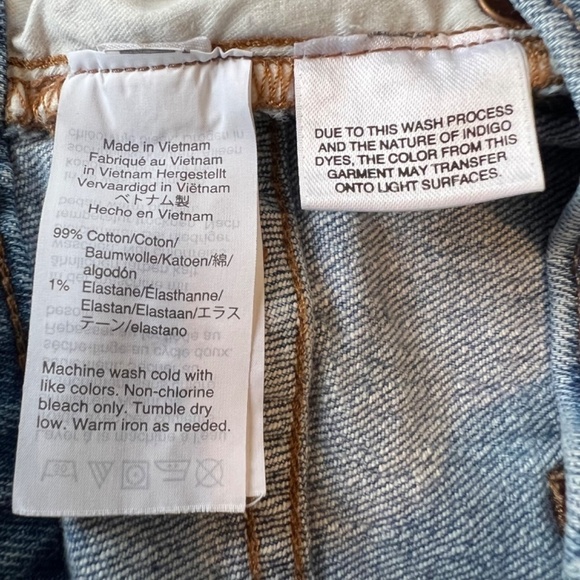 Made in Vietnam
Fabriqué au Vietnam
in Vietnam Hergestellt
Vervaardigd in Viëtnam
ベトナム製
Hecho en Vietnam
99% Cotton/Coton/
Baumwolle/Katoen/綿/
algodón
1% Elastane/Élasthanne/
Elastan/Elastaan/エラス
テーン/elastano
Machine wash cold with
like colors. Non-chlorine
bleach only. Tumble dry
low. Warm iron as needed.
30
DUE TO THIS WASH PROCESS
AND THE NATURE OF INDIGO
DYES, THE COLOR FROM THIS
GARMENT MAY TRANSFER
ONTO LIGHT SURFACES.